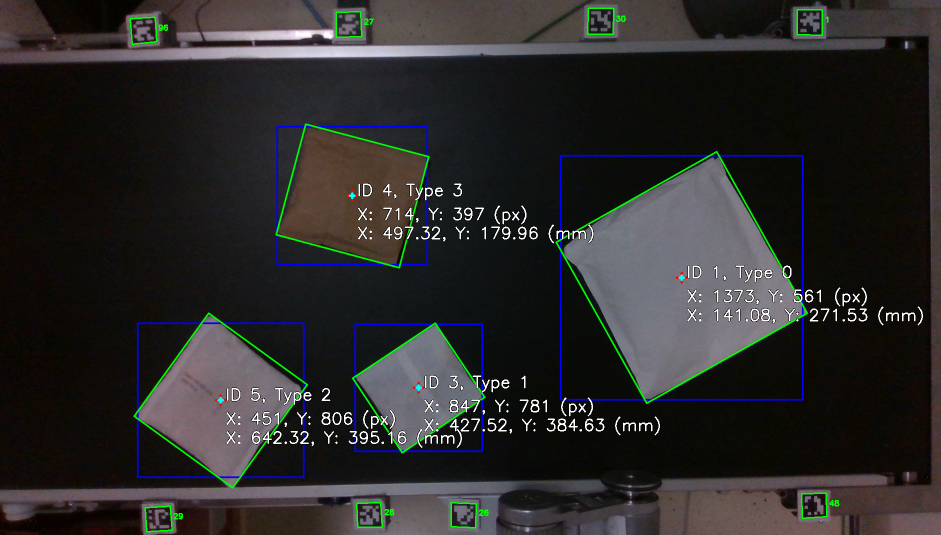 96
27
30
1
ID 4, Type 3
X: 714, Y: 397 (px)
X: 497.32, Y: 179.96 (mm)
ID 1, Type 0
X: 1373, Y: 561 (px)
X: 141.08, Y: 271.53 (mm)
ID 5, Type 2
X: 451, Y: 806 (px)
X: 642.32, Y: 395.16 (mm)
ID 3, Type 1
X: 847, Y: 781 (px)
X: 427.52, Y: 384.63 (mm)
29
26
48